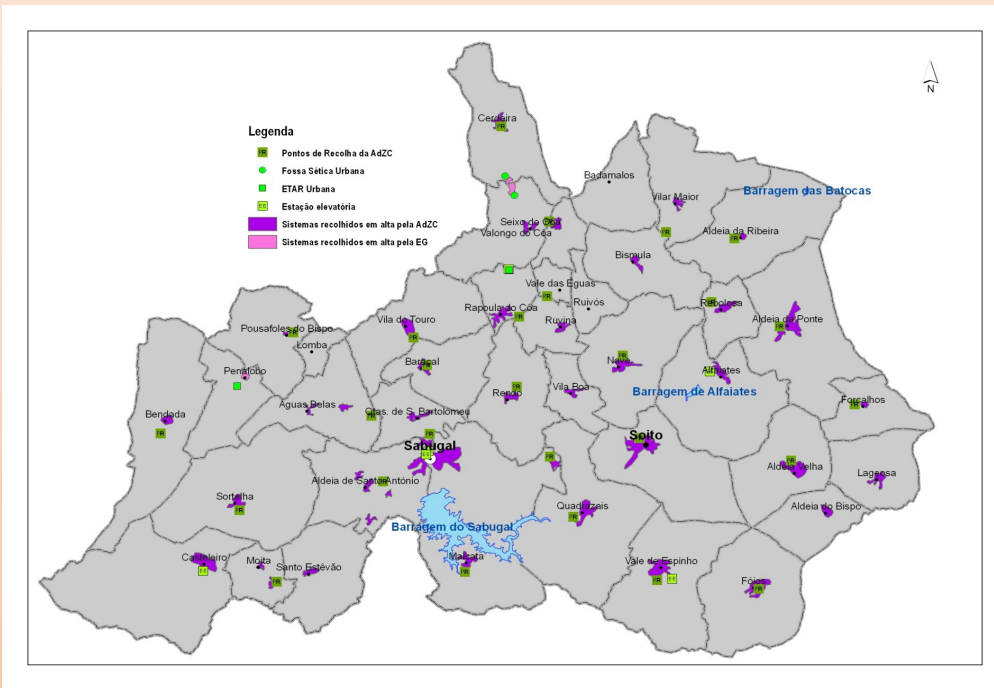 N
Legenda
PR Pontos de Recolha da AdZC
Fossa Sética Urbana
ETAR Urbana
EE Estação elevatória
Sistemas recolhidos em alta pela AdZC
Sistemas recolhidos em alta pela EG
Cerdeira
Badamalos
Barragem das Batocas
Vilar Maior
Seixo do Côa
Valongo do Côa
Aldeia da Ribeira
Bismula
Vale das Éguas
Rebolosa
Ruivós
Rapoula do Côa
Ruvina
Vila do Touro
Aldeia da Ponte
Pousafoles do Bispo
Lomba
Baraçal
Nave
Alfaiates
Penalobo
Vila Boa
Barragem de Alfaiates
Rendo
Forcalhos
Águas Belas
Bendada
Qtas. de S. Bartolomeu
Soito
Sabugal
Aldeia Velha
Lageosa
Aldeia de Santo António
Sortelha
Quadrazais
Aldeia do Bispo
Barragem do Sabugal
Casteleiro
Moita
Malcata
Vale de Espinho
Santo Estêvão
Fóios